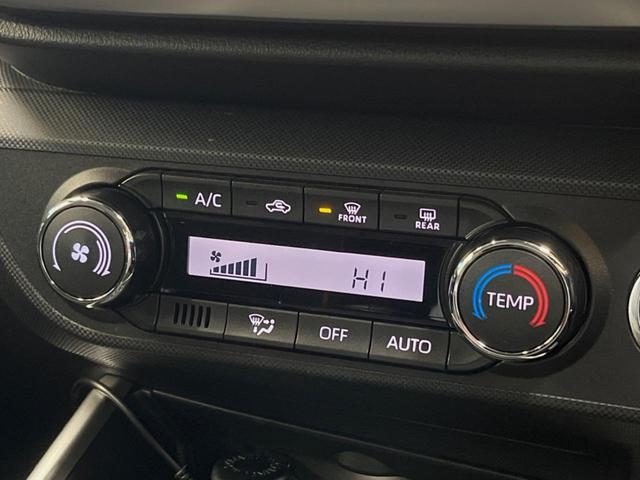 A/C
FRONT
REAR
HI
TEMP
OFF
AUTO